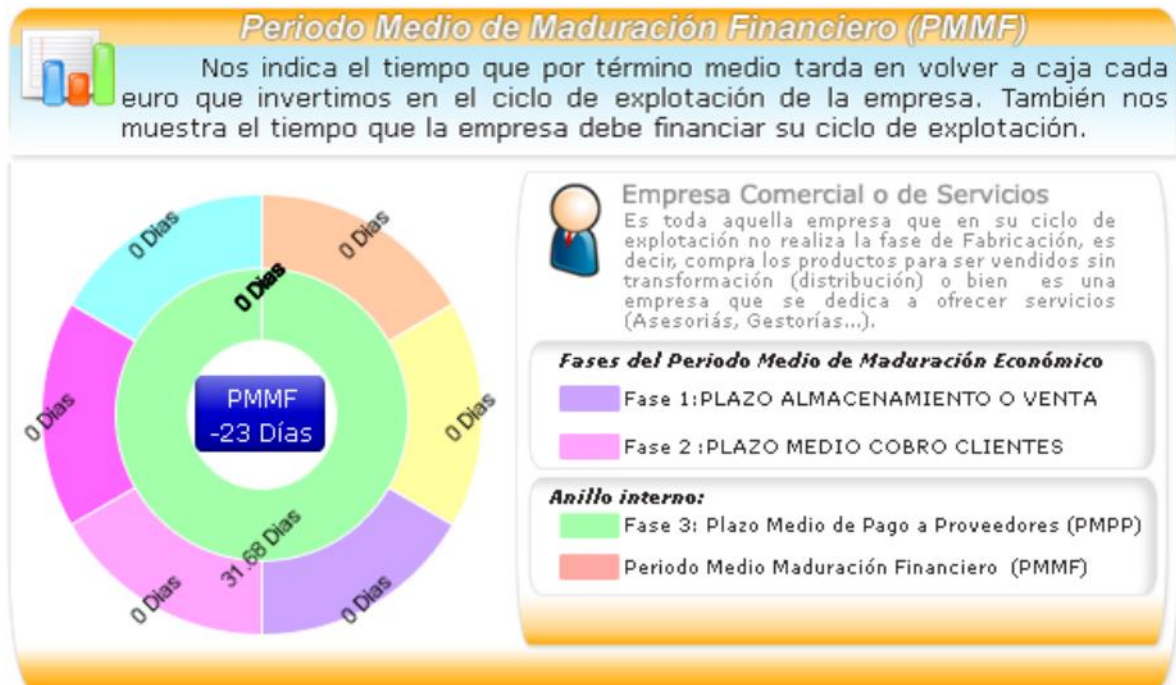 Periodo Medio de Maduración Financiero (PMMF)
Nos indica el tiempo que por término medio tarda en volver a caja cada
euro que invertimos en el ciclo de explotación de la empresa. También nos
muestra el tiempo que la empresa debe financiar su ciclo de explotación.
0 Dias
0 Dias
0 Dias
0 Dias
0 Dias
PMMF
-23 Días
31.68 Dias
0 Dias
0 Dias
Empresa Comercial o de Servicios
Es toda aquella empresa que en su ciclo de
explotación no realiza la fase de Fabricación, es
decir, compra los productos para ser vendidos sin
transformación (distribución) o bien es una
empresa que se dedica a ofrecer servicios
(Asesoriás, Gestorías...).
Fases del Periodo Medio de Maduración Económico
Fase 1:PLAZO ALMACENAMIENTO O VENTA
Fase 2 :PLAZO MEDIO COBRO CLIENTES
Anillo interno:
Fase 3: Plazo Medio de Pago a Proveedores (PMPP)
Periodo Medio Maduración Financiero (PMMF)